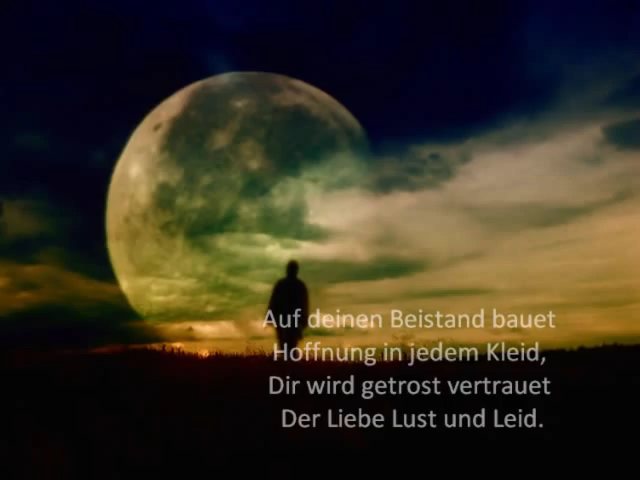 Auf deinen Beistand bauet
Hoffnung in jedem Kleid,
Dir wird getrost vertrauet
Der Liebe Lust und Leid.